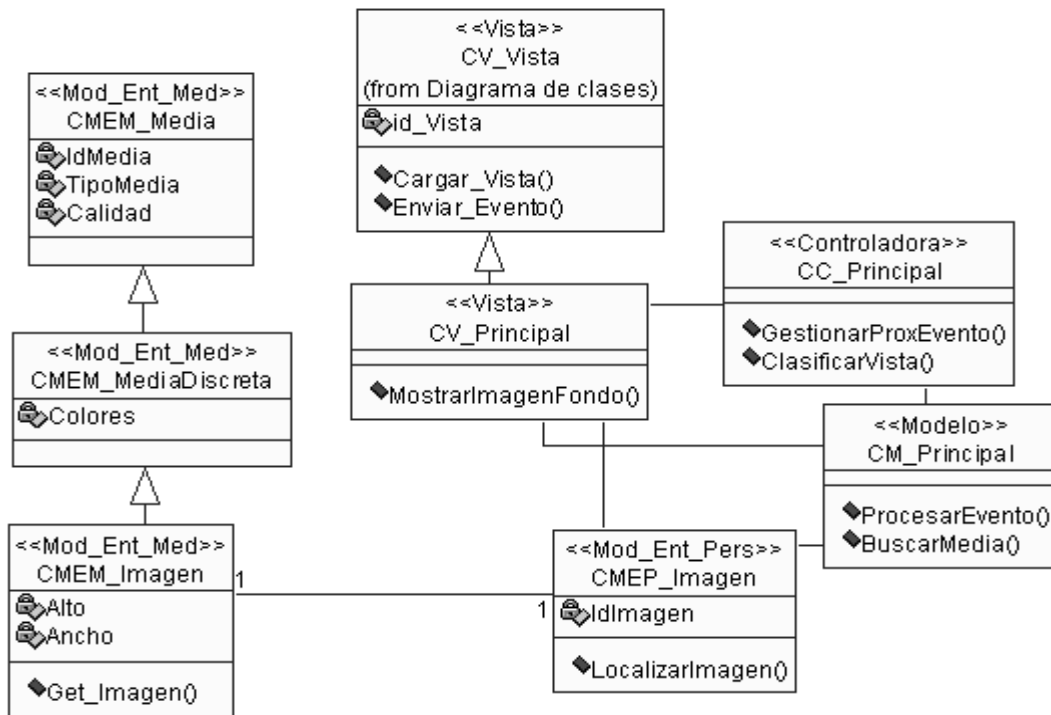 <<Mod_Ent_Med>>
CMEM_Media
IdMedia
TipoMedia
Calidad
<<Vista>>
CV_Vista
(from Diagrama de clases)
id_Vista
Cargar_Vista()
Enviar_Evento()
<<Controladora>>
CC_Principal
GestionarProxEvento()
ClasificarVista()
<<Vista>>
CV_Principal
MostrarImagenFondo()
<<Mod_Ent_Med>>
CMEM_MediaDiscreta
Colores
<<Modelo>>
CM_Principal
ProcesarEvento()
BuscarMedia()
<<Mod_Ent_Med>>
CMEM_Imagen
Alto
Ancho
Get_Imagen()
1
1
<<Mod_Ent_Pers>>
CMEP_Imagen
IdImagen
LocalizarImagen()